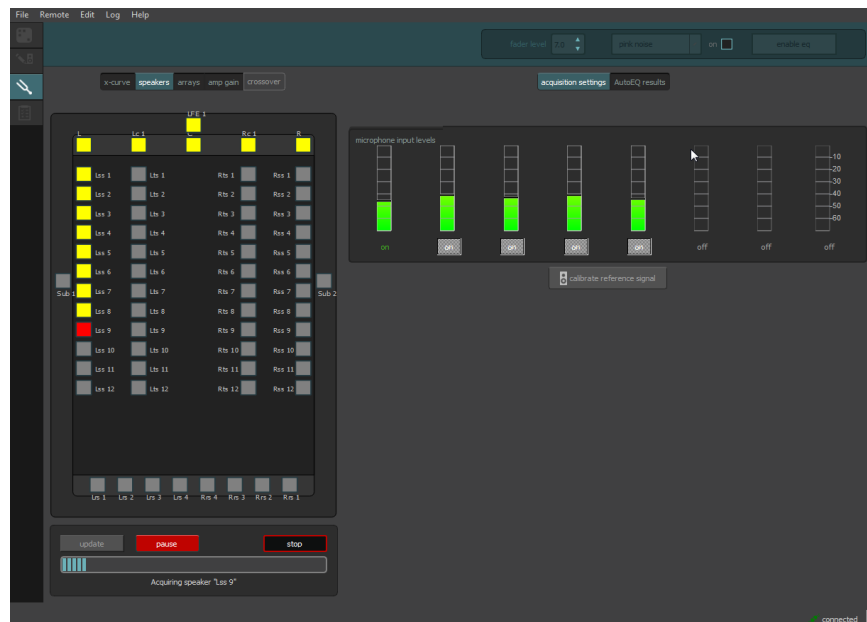 File Remote Edit Log Help
fader level 7.0 pink noise on enable eq
x-curve speakers arrays amp gain crossover
acquisition settings AutoEQ results
LFE 1
L Lc 1 C Rc 1 R
microphone input levels
Lss 1 Lts 1 Rts 1 Rss 1
Lss 2 Lts 2 Rts 2 Rss 2
Lss 3 Lts 3 Rts 3 Rss 3
Lss 4 Lts 4 Rts 4 Rss 4
Lss 5 Lts 5 Rts 5 Rss 5
Lss 6 Lts 6 Rts 6 Rss 6
Sub 1 Lss 7 Lts 7 Rts 7 Rss 7 Sub 2
Lss 8 Lts 8 Rts 8 Rss 8
Lss 9 Lts 9 Rts 9 Rss 9
Lss 10 Lts 10 Rts 10 Rss 10
Lss 11 Lts 11 Rts 11 Rss 11
Lss 12 Lts 12 Rts 12 Rss 12
Lrs 1 Lrs 2 Lrs 3 Lrs 4 Rrs 4 Rrs 3 Rrs 2 Rrs 1
10
20
30
40
50
60
on on on on on off off off
calibrate reference signal
update pause stop
Acquiring speaker "Lss 9"
connected